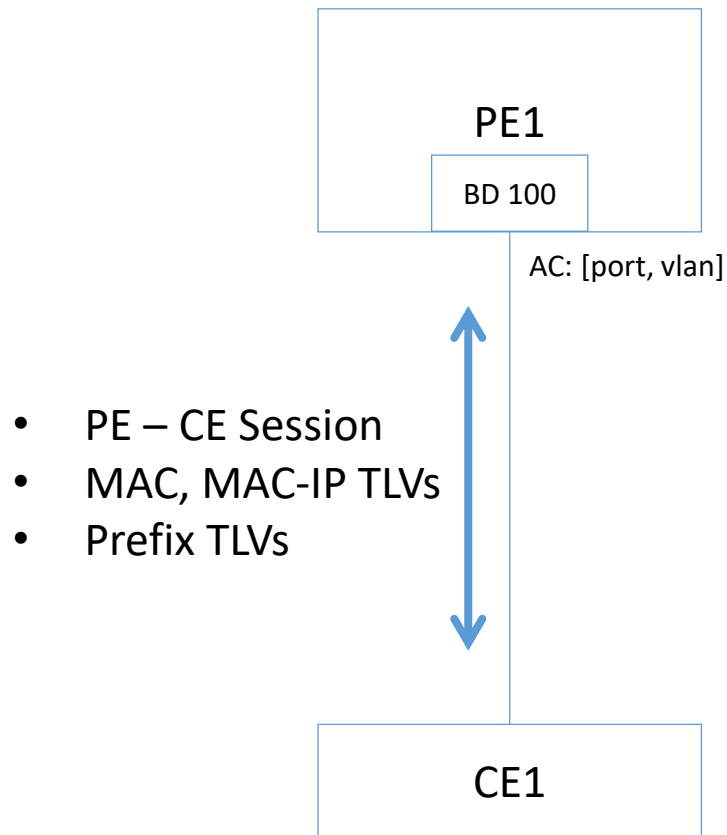 PE1
BD 100
AC: [port, vlan]
• PE – CE Session
• MAC, MAC-IP TLVs
• Prefix TLVs
CE1